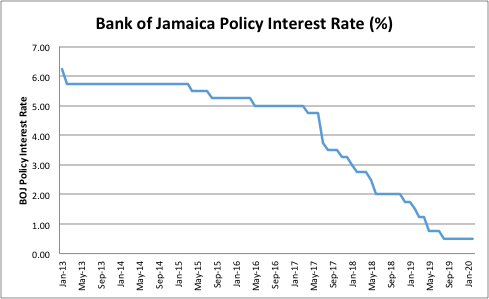 Bank of Jamaica Policy Interest Rate (%)
BOJ Policy Interest Rate
7.00
6.00
5.00
4.00
3.00
2.00
1.00
0.00
Jan-13
May-13
Sep-13
Jan-14
May-14
Sep-14
Jan-15
May-15
Sep-15
Jan-16
May-16
Sep-16
Jan-17
May-17
Sep-17
Jan-18
May-18
Sep-18
Jan-19
May-19
Sep-19
Jan-20